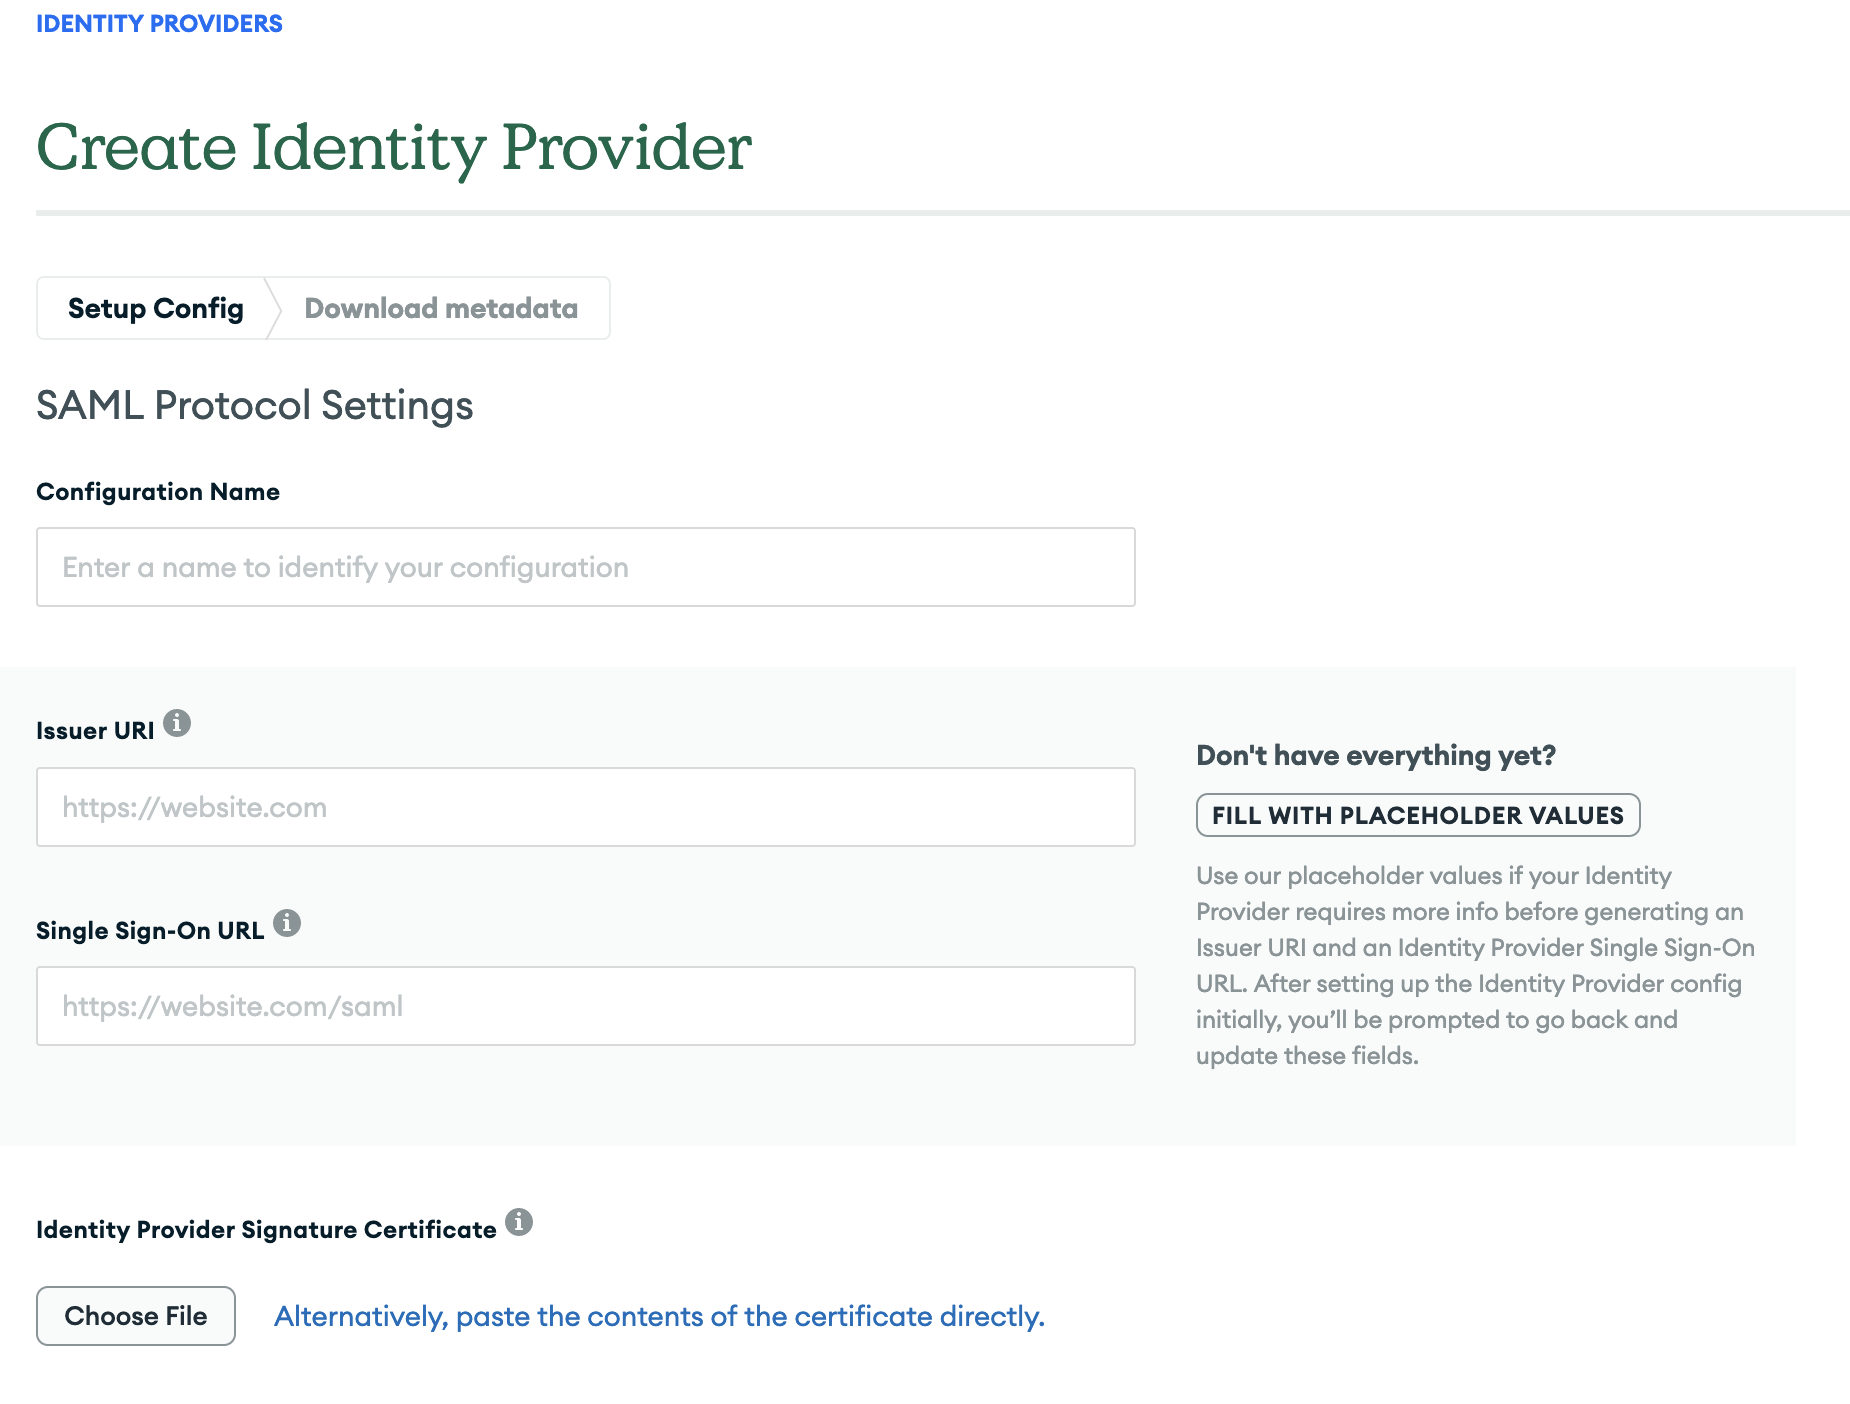 IDENTITY PROVIDERS
Create Identity Provider
Setup Config
Download metadata
SAML Protocol Settings
Configuration Name
Enter a name to identify your configuration
Issuer URI
https://website.com
Single Sign-On URL
https://website.com/saml
Don't have everything yet?
FILL WITH PLACEHOLDER VALUES
Use our placeholder values if your Identity
Provider requires more info before generating an
Issuer URI and an Identity Provider Single Sign-On
URL. After setting up the Identity Provider config
initially, you’ll be prompted to go back and
update these fields.
Identity Provider Signature Certificate
Choose File
Alternatively, paste the contents of the certificate directly.